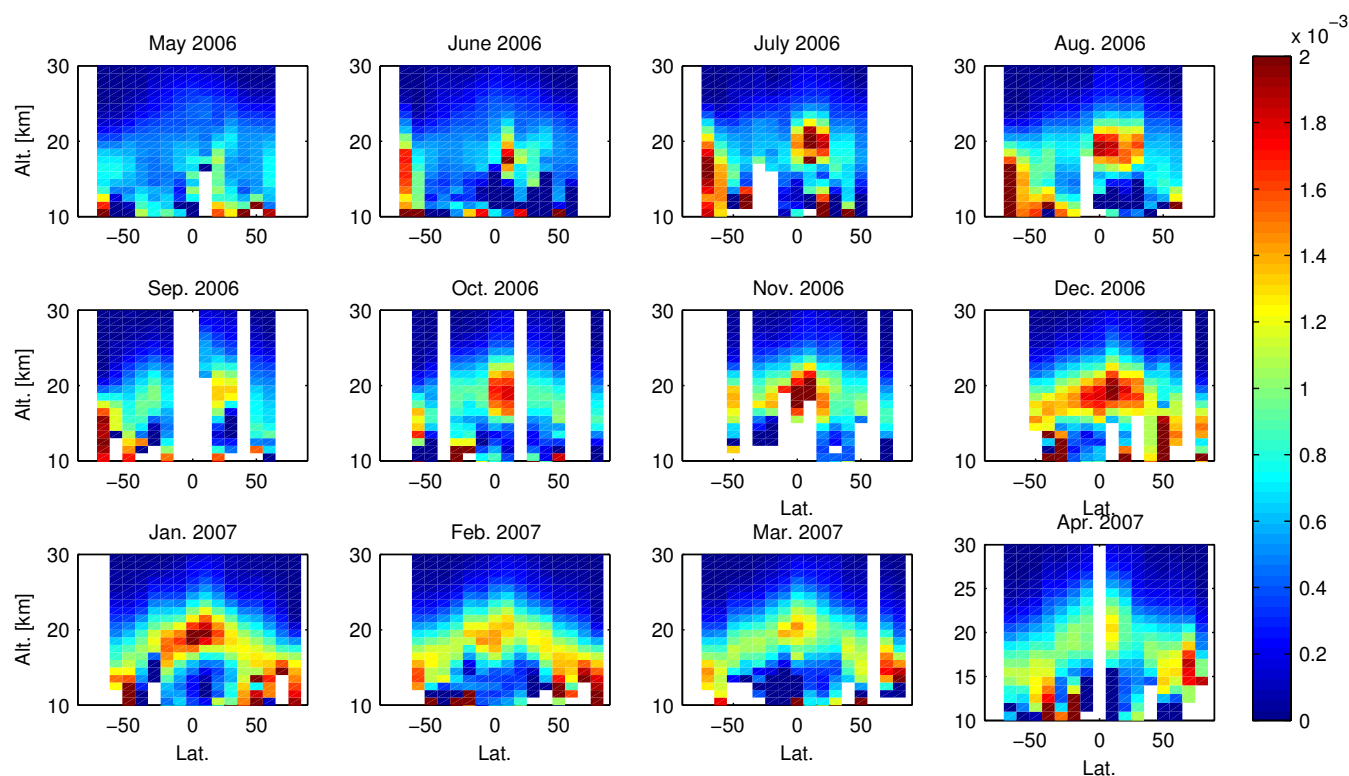 x 10⁻³
May 2006 June 2006 July 2006 Aug. 2006
30 30 30 30 2
20 20 20 20 1.8
Alt. [km]
10 10 10 10 1.6
−50 0 50 −50 0 50 −50 0 50 −50 0 50
1.4
Sep. 2006 Oct. 2006 Nov. 2006 Dec. 2006
30 30 30 30 1.2
20 20 20 20 1
Alt. [km]
10 10 10 10 0.8
−50 0 50 −50 0 50 −50 0 50 −50 0 50
Lat. Lat.
0.6
Jan. 2007 Feb. 2007 Mar. 2007 Apr. 2007
30 30 30 30
25
0.4
20 20 20 20
Alt. [km]
15
0.2
10 10 10 10 0
−50 0 50 −50 0 50 −50 0 50 −50 0 50
Lat. Lat. Lat. Lat.